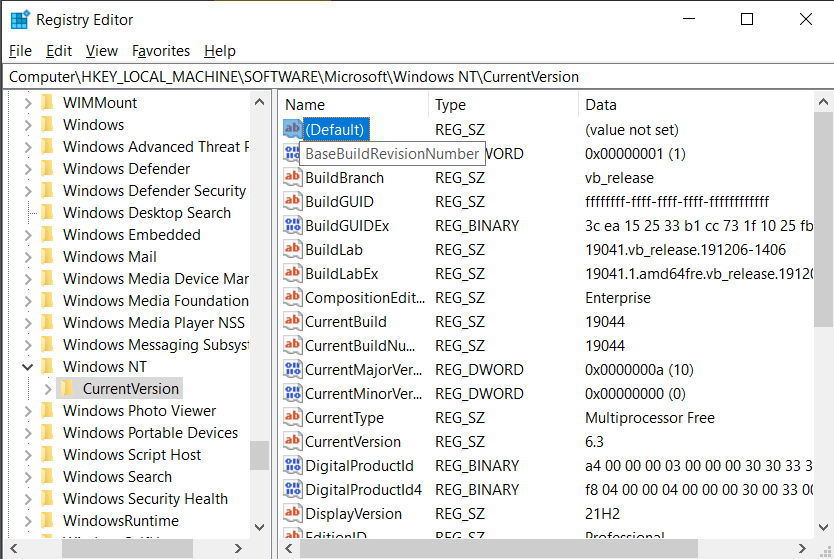 Registry Editor
File Edit View Favorites Help
Computer\HKEY_LOCAL_MACHINE\SOFTWARE\Microsoft\Windows NT\CurrentVersion
WIMMount
Windows
Windows Advanced Threat P
Windows Defender
Windows Defender Security
Windows Desktop Search
Windows Embedded
Windows Mail
Windows Media Device Mar
Windows Media Foundation
Windows Media Player NSS
Windows Messaging Subsyst
Windows NT
CurrentVersion
Windows Photo Viewer
Windows Portable Devices
Windows Script Host
Windows Search
Windows Security Health
WindowsRuntime
Name Type Data
(Default) REG_SZ (value not set)
BaseBuildRevisionNumber WORD 0x00000001 (1)
BuildBranch REG_SZ vb_release
BuildGUID REG_SZ ffffffff-ffff-ffff-ffff-ffffffffffff
BuildGUIDEx REG_BINARY 3c ea 15 25 33 b1 cc 73 1f 10 25 fb
BuildLab REG_SZ 19041.vb_release.191206-1406
BuildLabEx REG_SZ 19041.1.amd64fre.vb_release.19120
CompositionEdit... REG_SZ Enterprise
CurrentBuild REG_SZ 19044
CurrentBuildNu... REG_SZ 19044
CurrentMajorVer... REG_DWORD 0x0000000a (10)
CurrentMinorVer... REG_DWORD 0x00000000 (0)
CurrentType REG_SZ Multiprocessor Free
CurrentVersion REG_SZ 6.3
DigitalProductId REG_BINARY a4 00 00 00 03 00 00 00 30 30 33 3
DigitalProductId4 REG_BINARY f8 04 00 00 04 00 00 00 30 00 33 00
DisplayVersion REG_SZ 21H2
EditionID REG_SZ Professional